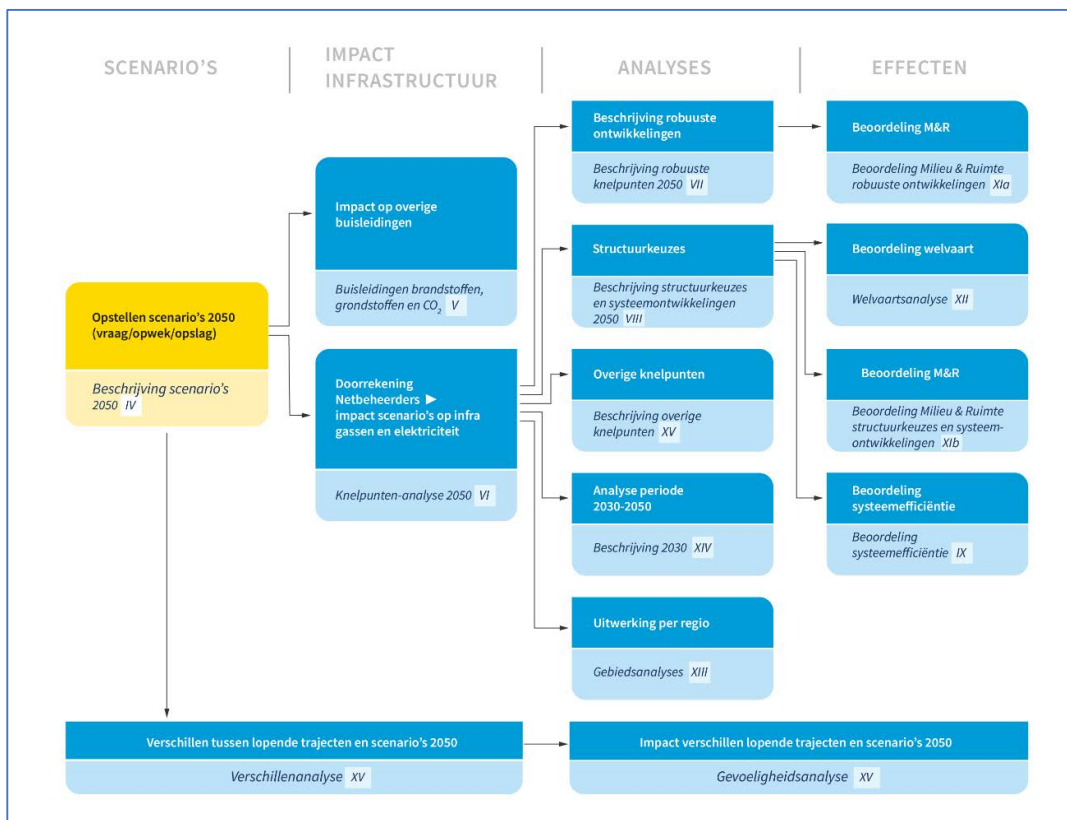 SCENARIO'S
IMPACT
INFRASTRUCTUUR
ANALYSES
EFFECTEN
Opstellen scenario's 2050
(vraag/opwek/opslag)
Beschrijving scenario's
2050 IV
Impact op overige
buisleidingen
Buisleidingen brandstoffen,
grondstoffen en CO₂ V
Doorrekening
Netbeheerders ▶
impact scenario's op infra
gassen en elektriciteit
Knelpunten-analyse 2050 VI
Beschrijving robuuste
ontwikkelingen
Beschrijving robuuste
knelpunten 2050 VII
Structuurkeuzes
Beschrijving structuurkeuzes
en systeemontwikkelingen
2050 VIII
Overige knelpunten
Beschrijving overige
knelpunten XV
Analyse periode
2030-2050
Beschrijving 2030 XIV
Uitwerking per regio
Gebiedsanalyses XIII
Beoordeling M&R
Beoordeling Milieu & Ruimte
robuuste ontwikkelingen XIa
Beoordeling welvaart
Welvaartsanalyse XII
Beoordeling M&R
Beoordeling Milieu & Ruimte
structuurkeuzes en systeem-
ontwikkelingen XIb
Beoordeling
systeemefficiëntie
Beoordeling
systeemefficiëntie IX
Verschillen tussen lopende trajecten en scenario's 2050
Verschillenanalyse XV
Impact verschillen lopende trajecten en scenario's 2050
Gevoeligheidsanalyse XV